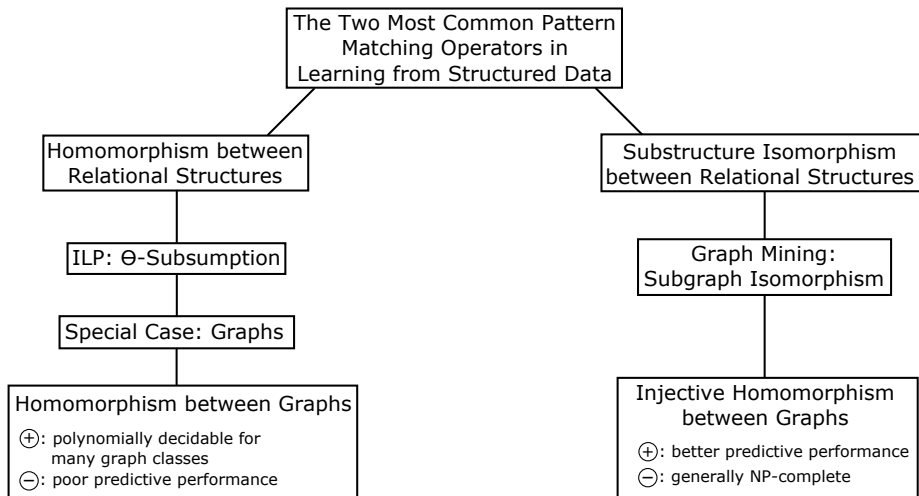 The Two Most Common Pattern
Matching Operators in
Learning from Structured Data
Homomorphism between
Relational Structures
Substructure Isomorphism
between Relational Structures
ILP: Θ-Subsumption
Graph Mining:
Subgraph Isomorphism
Special Case: Graphs
Homomorphism between Graphs
⊕: polynomially decidable for
many graph classes
⊖: poor predictive performance
Injective Homomorphism
between Graphs
⊕: better predictive performance
⊖: generally NP-complete